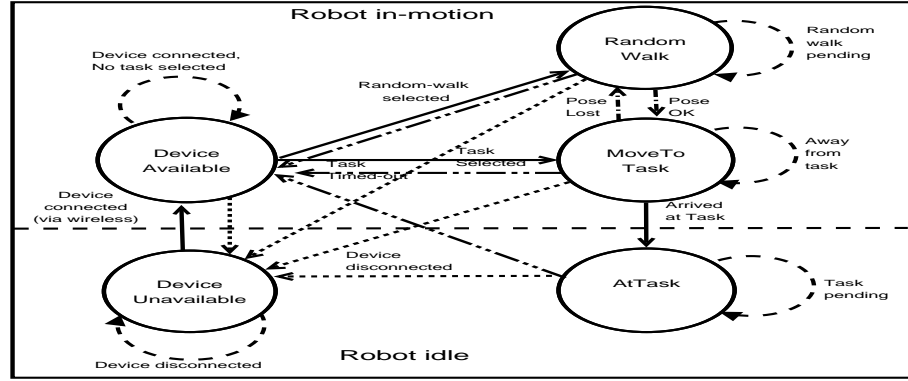 Robot in-motion
Device connected,
No task selected
Random-walk
selected
Random
Walk
Random
walk
pending
Pose
Lost
Pose
OK
Device
Available
Task
Selected
Task
Timed-out
MoveTo
Task
Away
from
task
Device
connected
(via wireless)
Arrived
at Task
Device
Unavailable
Device
disconnected
AtTask
Task
pending
Device disconnected
Robot idle